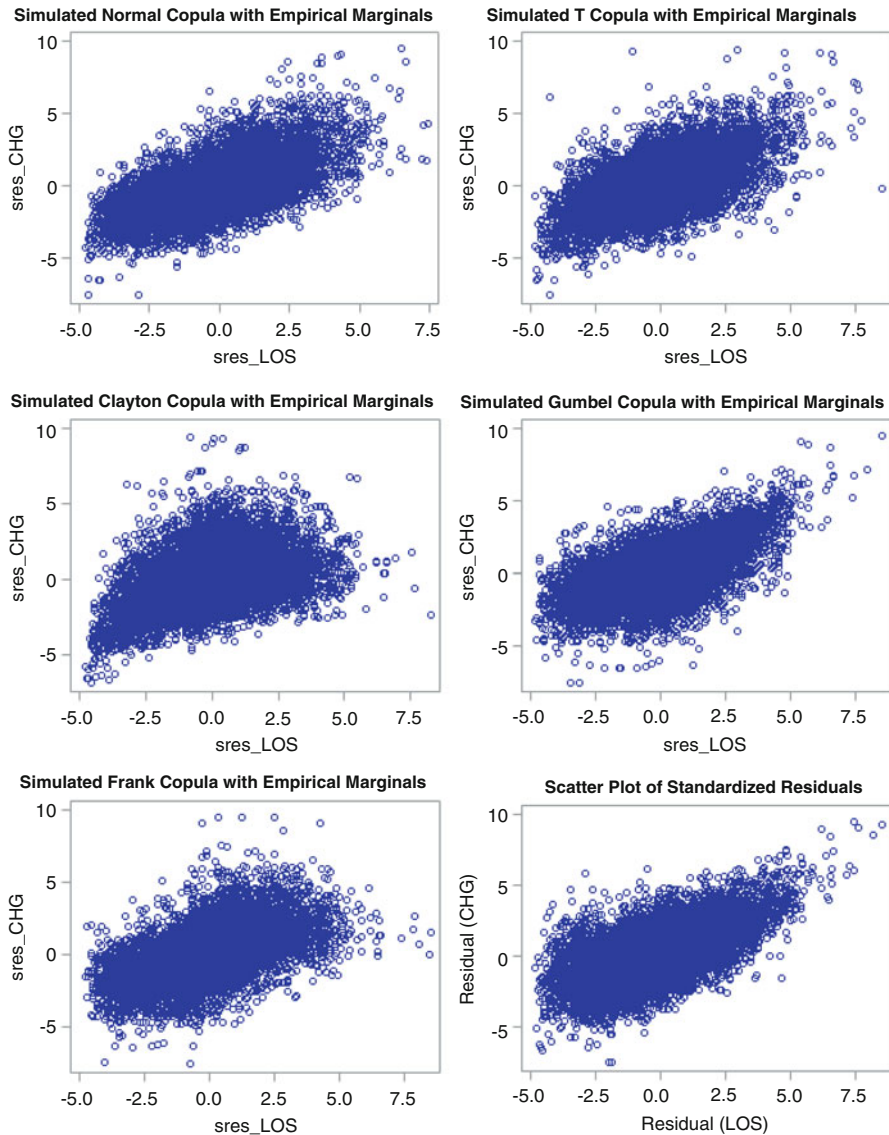 Simulated Normal Copula with Empirical Marginals
10
5
0
-5
sres_CHG
-5.0 -2.5 0.0 2.5 5.0 7.5
sres_LOS
Simulated T Copula with Empirical Marginals
10
5
0
-5
sres_CHG
-5.0 -2.5 0.0 2.5 5.0 7.5
sres_LOS
Simulated Clayton Copula with Empirical Marginals
10
5
0
-5
sres_CHG
-5.0 -2.5 0.0 2.5 5.0 7.5
sres_LOS
Simulated Gumbel Copula with Empirical Marginals
10
5
0
-5
sres_CHG
-5.0 -2.5 0.0 2.5 5.0 7.5
sres_LOS
Simulated Frank Copula with Empirical Marginals
10
5
0
-5
sres_CHG
-5.0 -2.5 0.0 2.5 5.0 7.5
sres_LOS
Scatter Plot of Standardized Residuals
10
5
0
-5
Residual (CHG)
-5.0 -2.5 0.0 2.5 5.0 7.5
Residual (LOS)